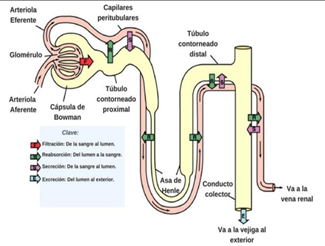 Arteriola
Eferente
Capilares
peritubulares
Glomérulo
Túbulo
contorneado
distal
Arteriola
Aferente
Cápsula de
Bowman
Túbulo
contorneado
proximal
Clave:
Filtración: De la sangre al lumen.
Reabsorción: Del lumen a la sangre.
Secreción: De la sangre al lumen.
Excreción: Del lumen al exterior.
Asa de
Henle
Conducto
colector
Va a la
vena renal
Va a la vejiga al
exterior